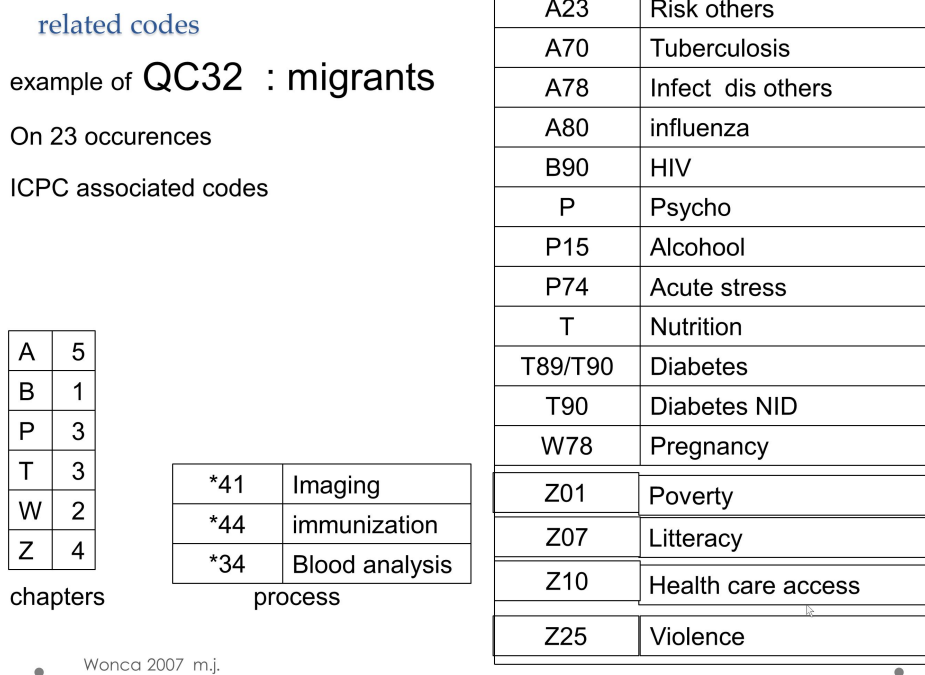 related codes
example of QC32 : migrants
On 23 occurences
ICPC associated codes
A 5
B 1
P 3
T 3
W 2
Z 4
chapters
*41 Imaging
*44 immunization
*34 Blood analysis
process
A23 Risk others
A70 Tuberculosis
A78 Infect dis others
A80 influenza
B90 HIV
P Psycho
P15 Alcohool
P74 Acute stress
T Nutrition
T89/T90 Diabetes
T90 Diabetes NID
W78 Pregnancy
Z01 Poverty
Z07 Litteracy
Z10 Health care access
Z25 Violence
Wonca 2007 m.j.